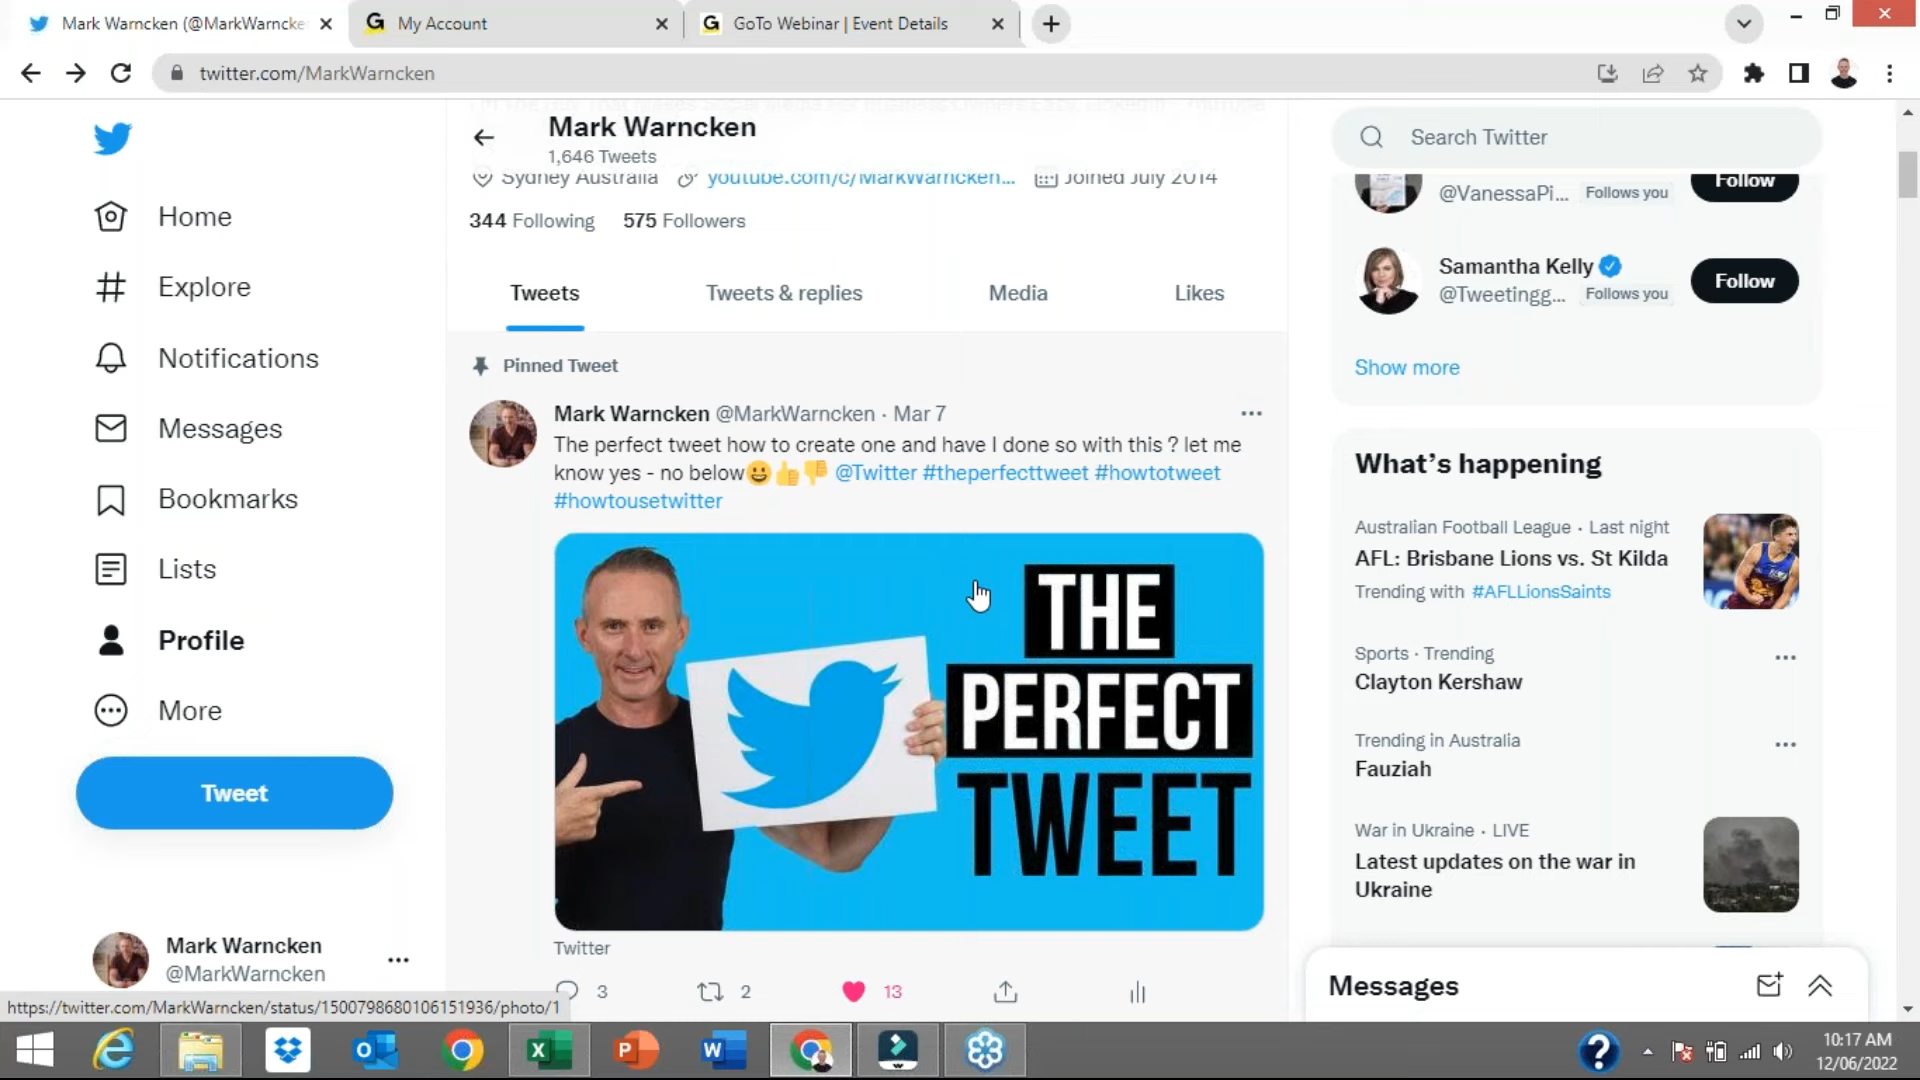 Mark Warncken (@MarkWarncke
My Account
GoTo Webinar | Event Details
twitter.com/MarkWarncken
Mark Warncken
1,646 Tweets
Sydney Australia youtube.com/c/MarkWarncken... Joined July 2014
344 Following 575 Followers
Tweets
Tweets & replies
Media
Likes
Home
Explore
Notifications
Messages
Bookmarks
Lists
Profile
More
Tweet
Mark Warncken
@MarkWarncken
Pinned Tweet
Mark Warncken @MarkWarncken · Mar 7
The perfect tweet how to create one and have I done so with this ? let me
know yes - no below😀👍👎 @Twitter #theperfecttweet #howtotweet
#howtousetwitter
THE
PERFECT
TWEET
Twitter
3
2
13
Search Twitter
@VanessaPi... Follows you
Follow
Samantha Kelly
@Tweetingg... Follows you
Follow
Show more
What's happening
Australian Football League · Last night
AFL: Brisbane Lions vs. St Kilda
Trending with #AFLLionsSaints
Sports · Trending
Clayton Kershaw
Trending in Australia
Fauziah
War in Ukraine · LIVE
Latest updates on the war in
Ukraine
Messages
https://twitter.com/MarkWarncken/status/1500798680106151936/photo/1
10:17 AM
12/06/2022